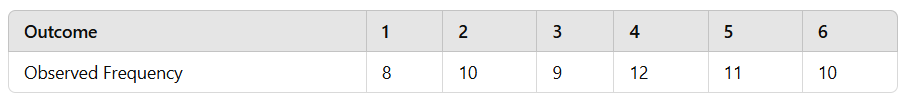 Outcome 1 2 3 4 5 6
Observed Frequency 8 10 9 12 11 10